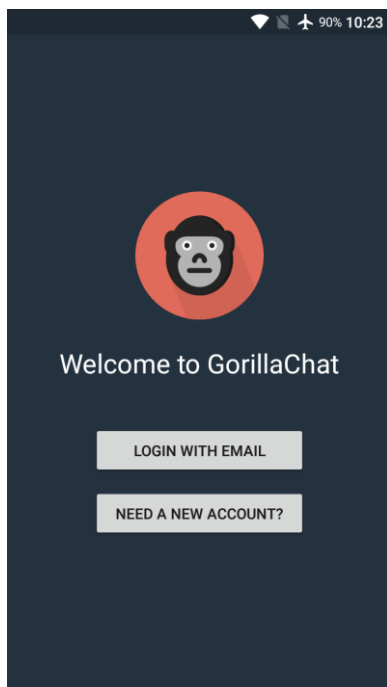 90% 10:23
Welcome to GorillaChat
LOGIN WITH EMAIL
NEED A NEW ACCOUNT?